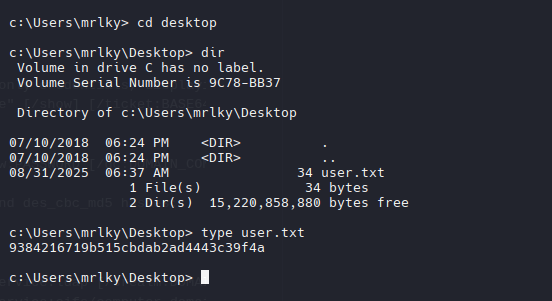 c:\Users\mrlky> cd desktop
c:\Users\mrlky\Desktop> dir
Volume in drive C has no label.
Volume Serial Number is 9C78-BB37
Directory of c:\Users\mrlky\Desktop
07/10/2018  06:24 PM    <DIR>          .
07/10/2018  06:24 PM    <DIR>          ..
08/31/2025  06:37 AM                34 user.txt
1 File(s)             34 bytes
2 Dir(s)  15,220,858,880 bytes free
c:\Users\mrlky\Desktop> type user.txt
9384216719b515cbdab2ad4443c39f4a
c:\Users\mrlky\Desktop>